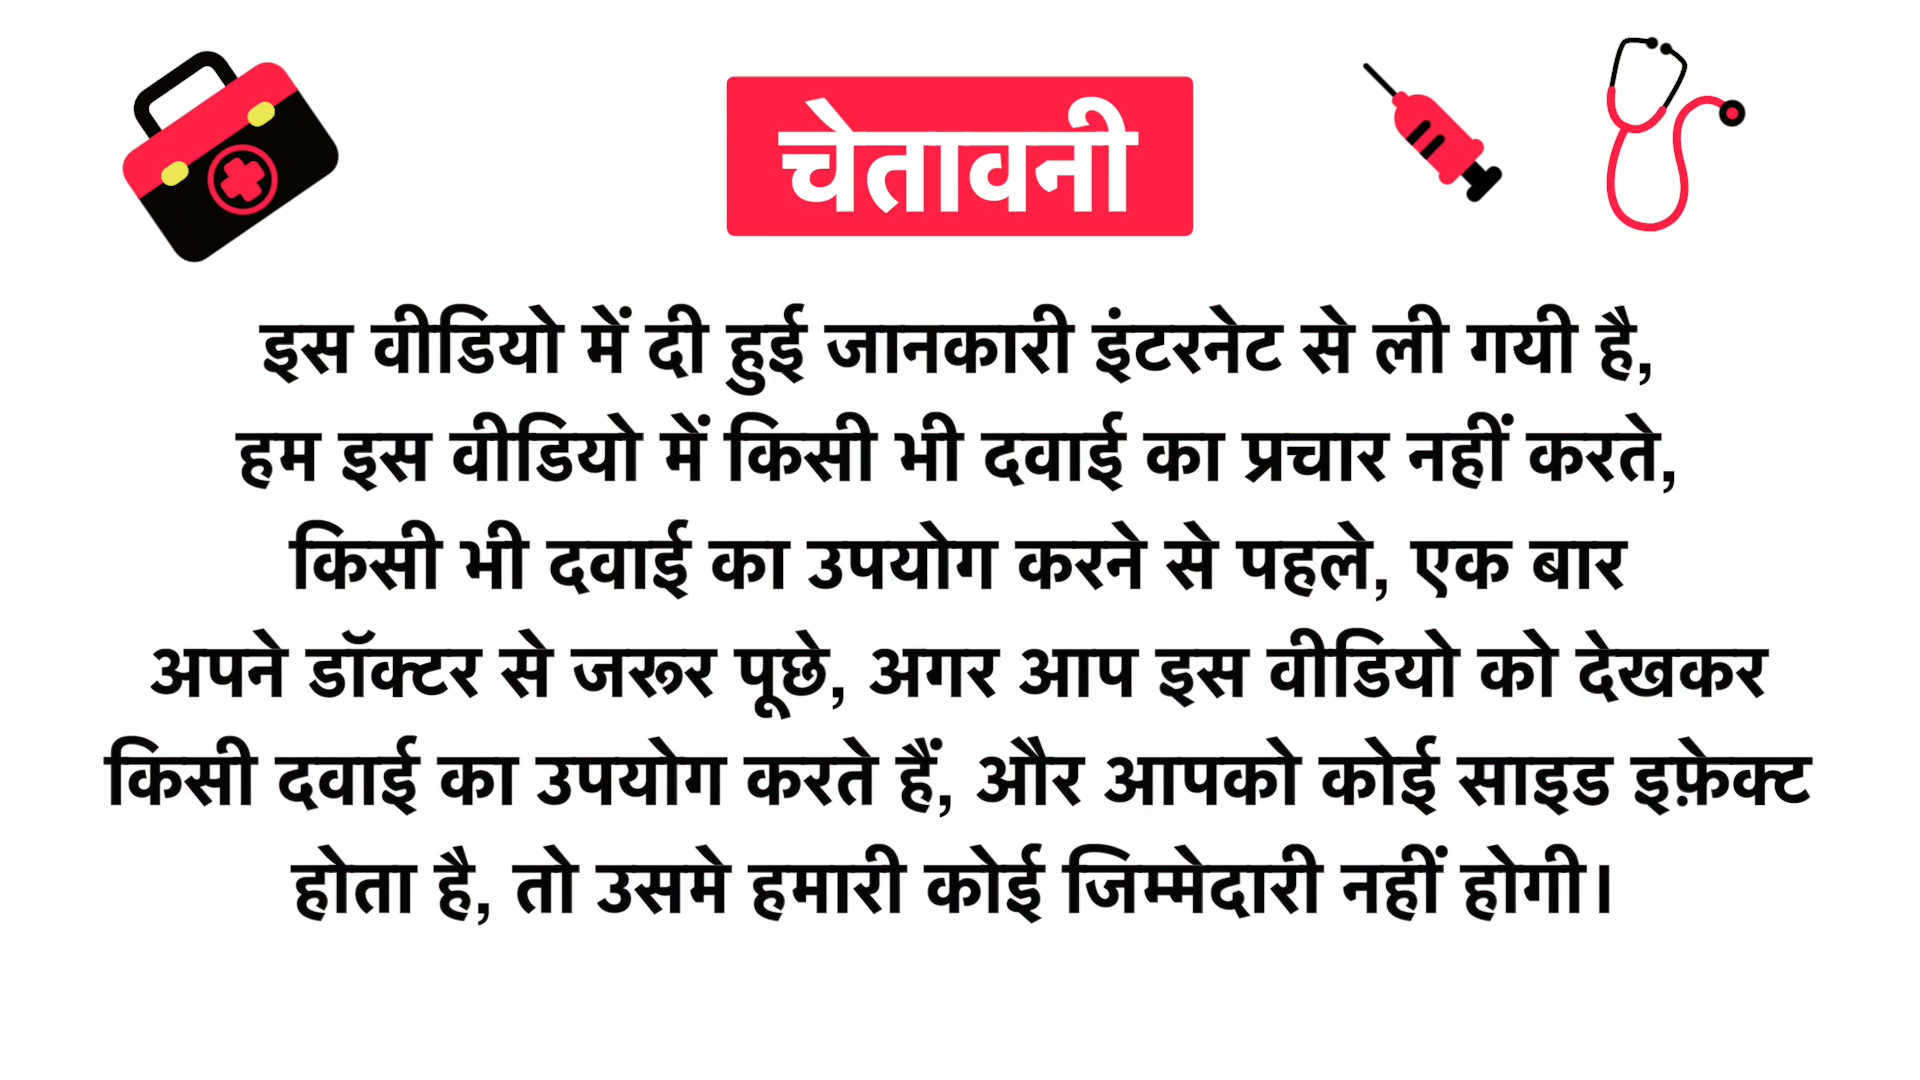 चेतावनी
इस वीडियो में दी हुई जानकारी इंटरनेट से ली गयी है,
हम इस वीडियो में किसी भी दवाई का प्रचार नहीं करते,
किसी भी दवाई का उपयोग करने से पहले, एक बार
अपने डॉक्टर से जरूर पूछे, अगर आप इस वीडियो को देखकर
किसी दवाई का उपयोग करते हैं, और आपको कोई साइड इफ़ेक्ट
होता है, तो उसमे हमारी कोई जिम्मेदारी नहीं होगी।